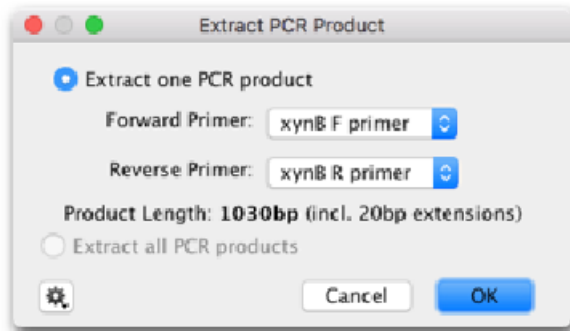 Extract PCR Product
Extract one PCR product
Forward Primer: xynB F primer
Reverse Primer: xynB R primer
Product Length: 1030bp (incl. 20bp extensions)
Extract all PCR products
Cancel OK